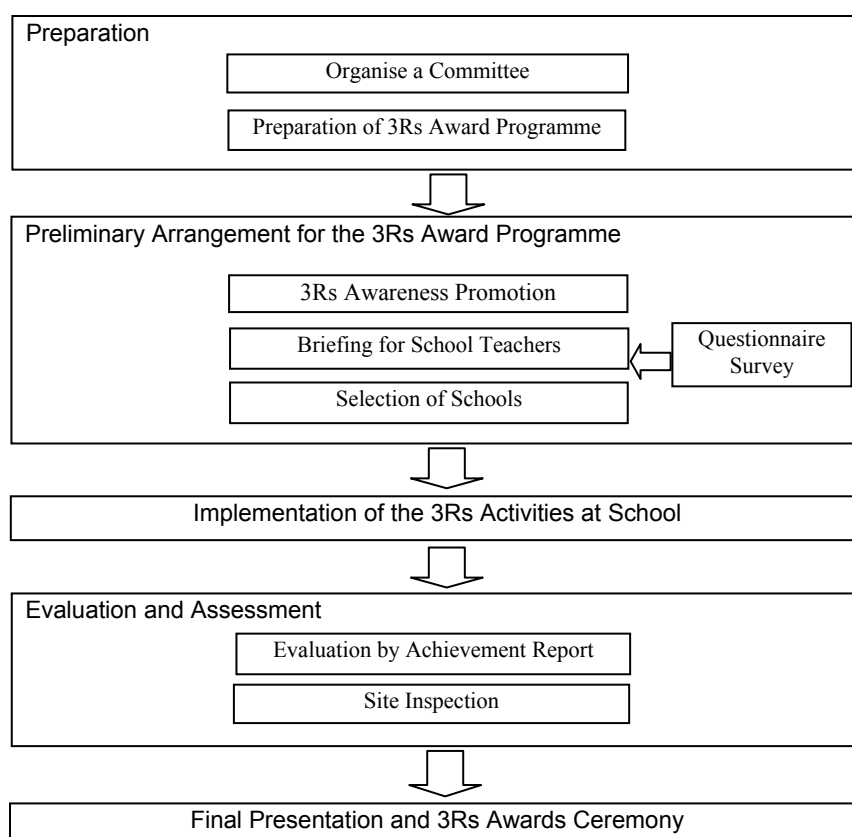 Preparation
Organise a Committee
Preparation of 3Rs Award Programme
Preliminary Arrangement for the 3Rs Award Programme
3Rs Awareness Promotion
Briefing for School Teachers
Questionnaire
Survey
Selection of Schools
Implementation of the 3Rs Activities at School
Evaluation and Assessment
Evaluation by Achievement Report
Site Inspection
Final Presentation and 3Rs Awards Ceremony